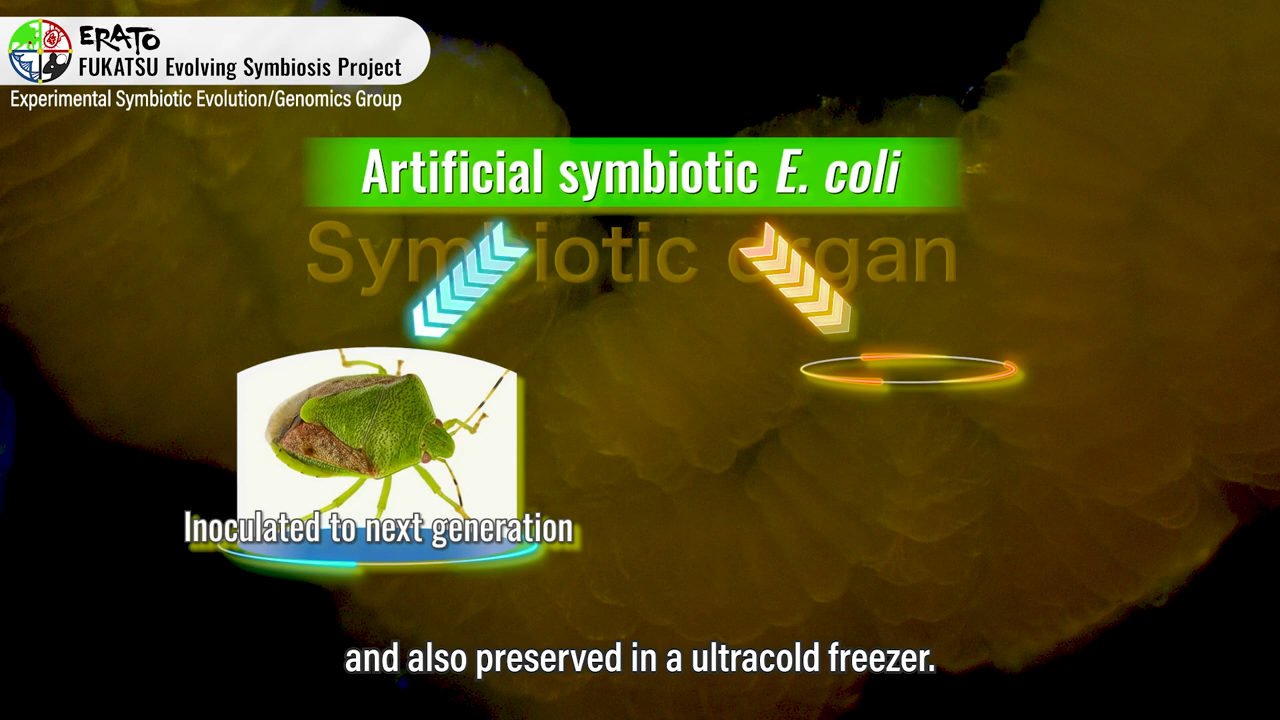 ERATO
FUKATSU Evolving Symbiosis Project
Experimental Symbiotic Evolution/Genomics Group
Artificial symbiotic E. coli
Symbiotic organ
Inoculated to next generation
and also preserved in a ultracold freezer.